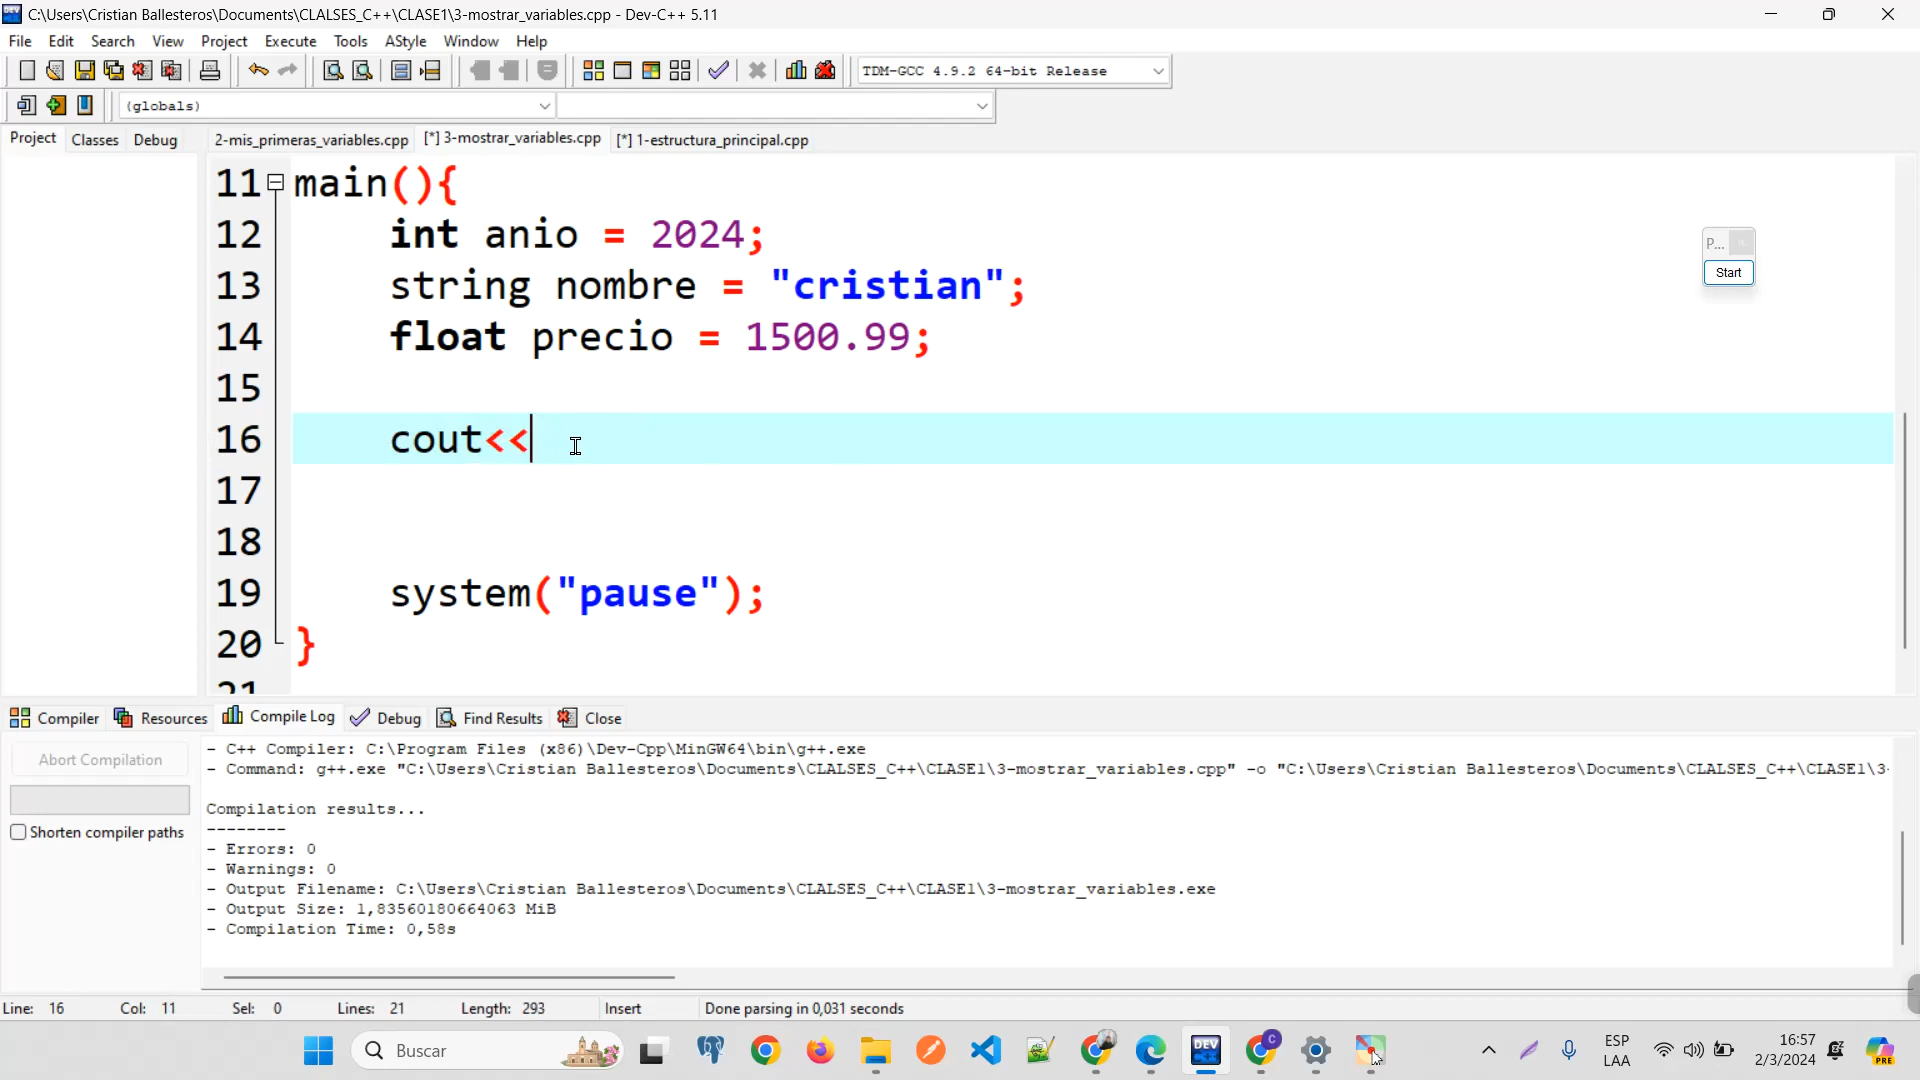 C:\Users\Cristian Ballesteros\Documents\CLALSES_C++\CLASE1\3-mostrar_variables.cpp - Dev-C++ 5.11
File Edit Search View Project Execute Tools AStyle Window Help
TDM-GCC 4.9.2 64-bit Release
(globals)
Project Classes Debug 2-mis_primeras_variables.cpp [*] 3-mostrar_variables.cpp [*] 1-estructura_principal.cpp
11 main(){
12 int anio = 2024;
13 string nombre = "cristian";
14 float precio = 1500.99;
15
16 cout<<
17
18
19 system("pause");
20 }
21
P...
Start
Compiler Resources Compile Log Debug Find Results Close
Abort Compilation
Shorten compiler paths
- C++ Compiler: C:\Program Files (x86)\Dev-Cpp\MinGW64\bin\g++.exe
- Command: g++.exe "C:\Users\Cristian Ballesteros\Documents\CLALSES_C++\CLASE1\3-mostrar_variables.cpp" -o "C:\Users\Cristian Ballesteros\Documents\CLALSES_C++\CLASE1\3-
Compilation results...
--------
- Errors: 0
- Warnings: 0
- Output Filename: C:\Users\Cristian Ballesteros\Documents\CLALSES_C++\CLASE1\3-mostrar_variables.exe
- Output Size: 1,83560180664063 MiB
- Compilation Time: 0,58s
Line: 16 Col: 11 Sel: 0 Lines: 21 Length: 293 Insert Done parsing in 0,031 seconds
Buscar
DEV
C
ESP
LAA
16:57
2/3/2024
PRE